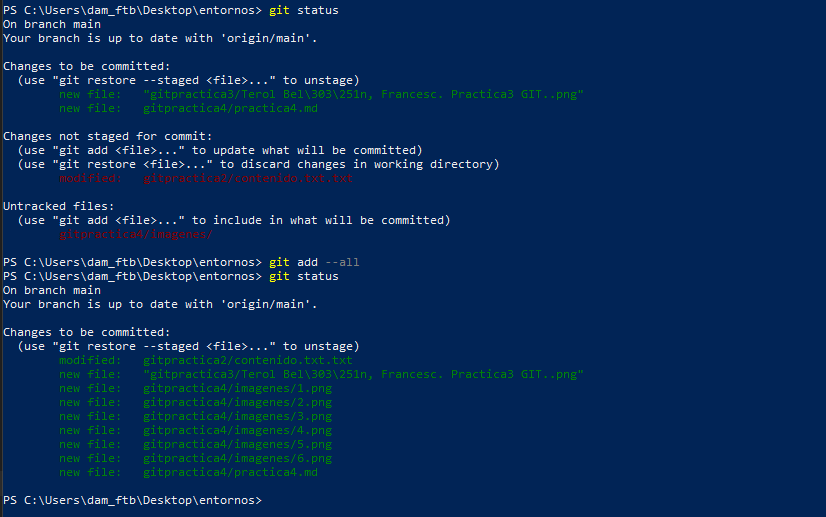 PS C:\Users\dam_ftb\Desktop\entornos> git status
On branch main
Your branch is up to date with 'origin/main'.
Changes to be committed:
(use "git restore --staged <file>..." to unstage)
new file: "gitpractica3/Terol Bel\303\251n, Francesc. Practica3 GIT..png"
new file: gitpractica4/practica4.md
Changes not staged for commit:
(use "git add <file>..." to update what will be committed)
(use "git restore <file>..." to discard changes in working directory)
modified: gitpractica2/contenido.txt.txt
Untracked files:
(use "git add <file>..." to include in what will be committed)
gitpractica4/imagenes/
PS C:\Users\dam_ftb\Desktop\entornos> git add --all
PS C:\Users\dam_ftb\Desktop\entornos> git status
On branch main
Your branch is up to date with 'origin/main'.
Changes to be committed:
(use "git restore --staged <file>..." to unstage)
modified: gitpractica2/contenido.txt.txt
new file: "gitpractica3/Terol Bel\303\251n, Francesc. Practica3 GIT..png"
new file: gitpractica4/imagenes/1.png
new file: gitpractica4/imagenes/2.png
new file: gitpractica4/imagenes/3.png
new file: gitpractica4/imagenes/4.png
new file: gitpractica4/imagenes/5.png
new file: gitpractica4/imagenes/6.png
new file: gitpractica4/practica4.md
PS C:\Users\dam_ftb\Desktop\entornos>